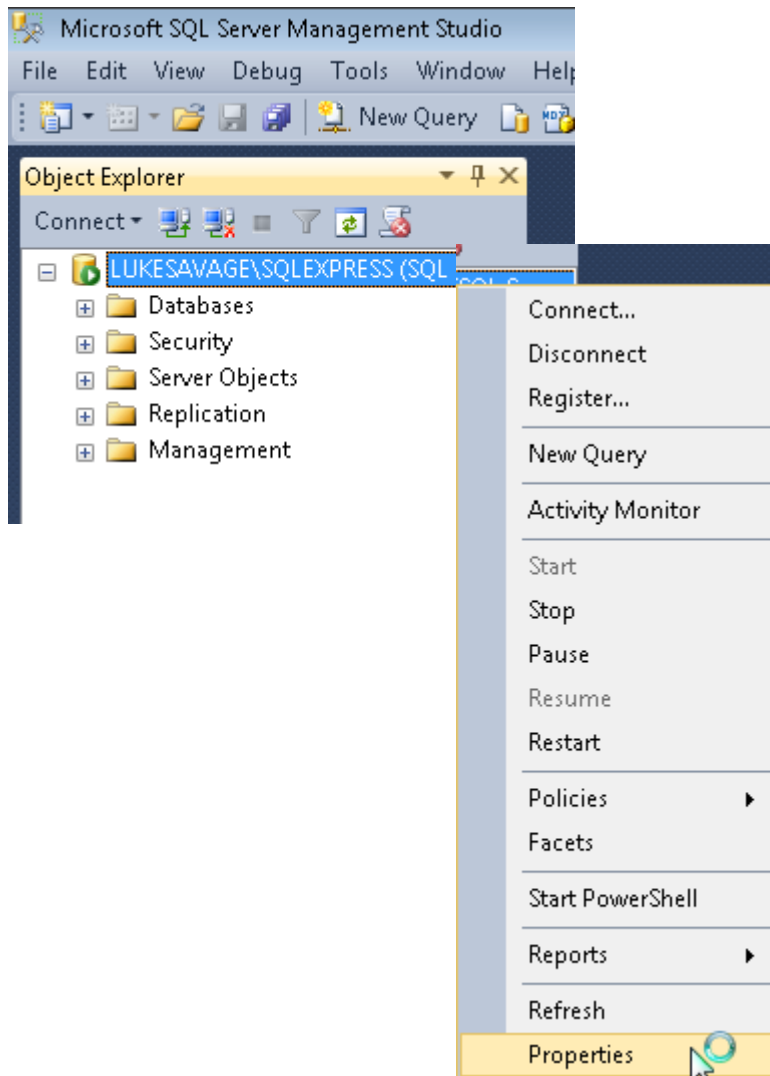 Microsoft SQL Server Management Studio
File Edit View Debug Tools Window Help
New Query MDX
Object Explorer
Connect
LUKESAVAGE\SQLEXPRESS (SQL
Databases
Security
Server Objects
Replication
Management
Connect...
Disconnect
Register...
New Query
Activity Monitor
Start
Stop
Pause
Resume
Restart
Policies
Facets
Start PowerShell
Reports
Refresh
Properties